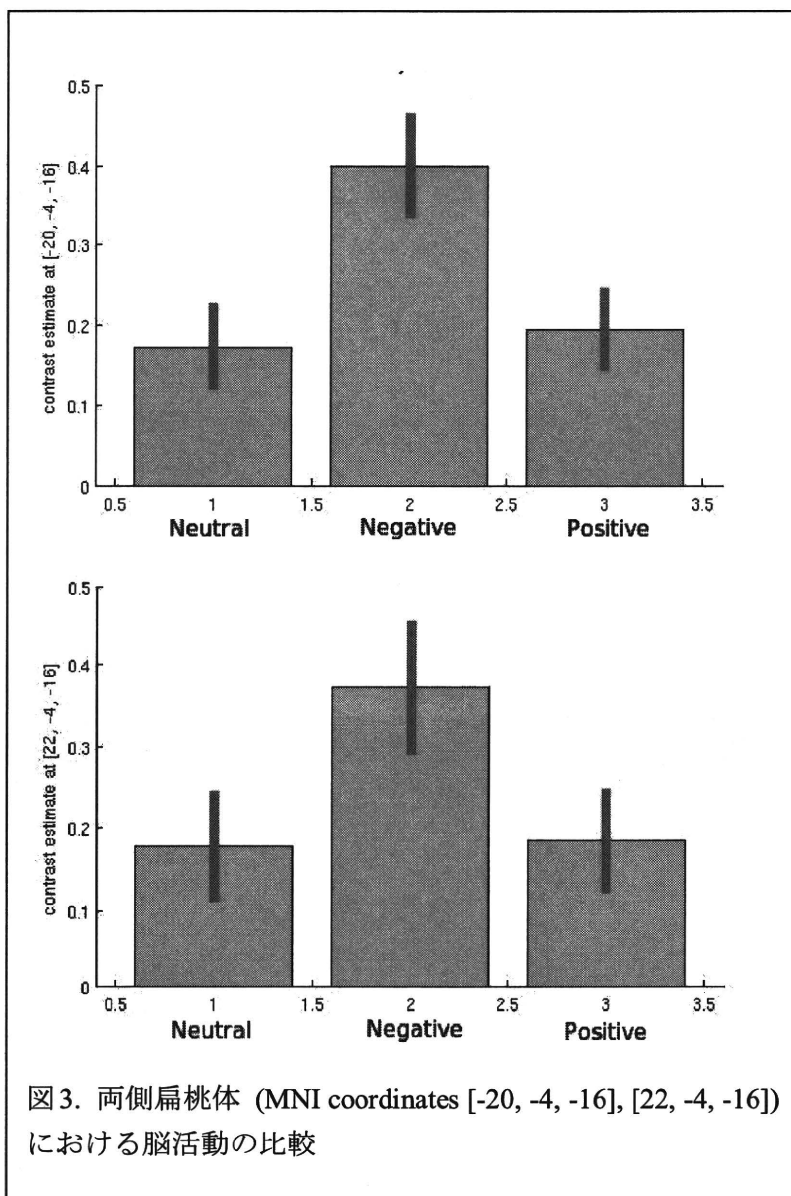 0.5
0.4
0.3
0.2
0.1
0
contrast estimate at [-20, -4, -16]
0.5 1 1.5 2 2.5 3 3.5
Neutral Negative Positive
0.5
0.4
0.3
0.2
0.1
0
contrast estimate at [22, -4, -16]
0.5 1 1.5 2 2.5 3 3.5
Neutral Negative Positive
図3. 両側扁桃体 (MNI coordinates [-20, -4, -16], [22, -4, -16])
における脳活動の比較